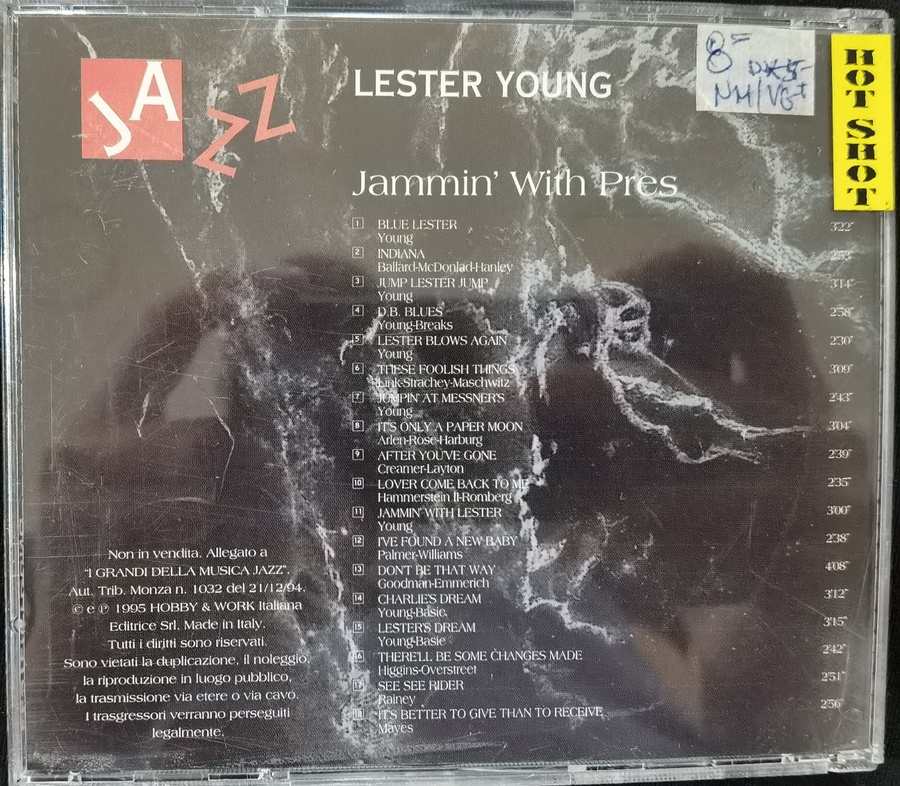 JAZZ
LESTER YOUNG
8=
NM/VG+
HOT SHOT
Jammin' With Pres
1 BLUE LESTER 3'22"
Young
2 INDIANA
Ballard-McDonlad-Hanley
3 JUMP LESTER JUMP 3'14"
Young
4 D.B. BLUES 2'58"
Young-Breaks
5 LESTER BLOWS AGAIN 2'30"
Young
6 THESE FOOLISH THINGS 3'09"
Link-Strachey-Maschwitz
7 JUMPIN' AT MESSNER'S 2'43"
Young
8 IT'S ONLY A PAPER MOON 3'04"
Arlen-Rose-Harburg
9 AFTER YOU'VE GONE 2'39"
Creamer-Layton
10 LOVER COME BACK TO ME 2'35"
Hammerstein II-Romberg
11 JAMMIN' WITH LESTER 3'00"
Young
12 I'VE FOUND A NEW BABY 2'38"
Palmer-Williams
13 DON'T BE THAT WAY 4'08"
Goodman-Emmerich
14 CHARLIE'S DREAM 3'12"
Young-Basie
15 LESTER'S DREAM 3'15"
Young-Basie
16 THERE'LL BE SOME CHANGES MADE 2'42"
Higgins-Overstreet
17 SEE SEE RIDER 2'51"
Rainey
18 IT'S BETTER TO GIVE THAN TO RECEIVE 2'56"
Mayes
Non in vendita. Allegato a
"I GRANDI DELLA MUSICA JAZZ".
Aut. Trib. Monza n. 1032 del 21/12/94.
© e ℗ 1995 HOBBY & WORK Italiana
Editrice Srl. Made in Italy.
Tutti i diritti sono riservati.
Sono vietati la duplicazione, il noleggio,
la riproduzione in luogo pubblico,
la trasmissione via etere o via cavo.
I trasgressori verranno perseguiti
legalmente.